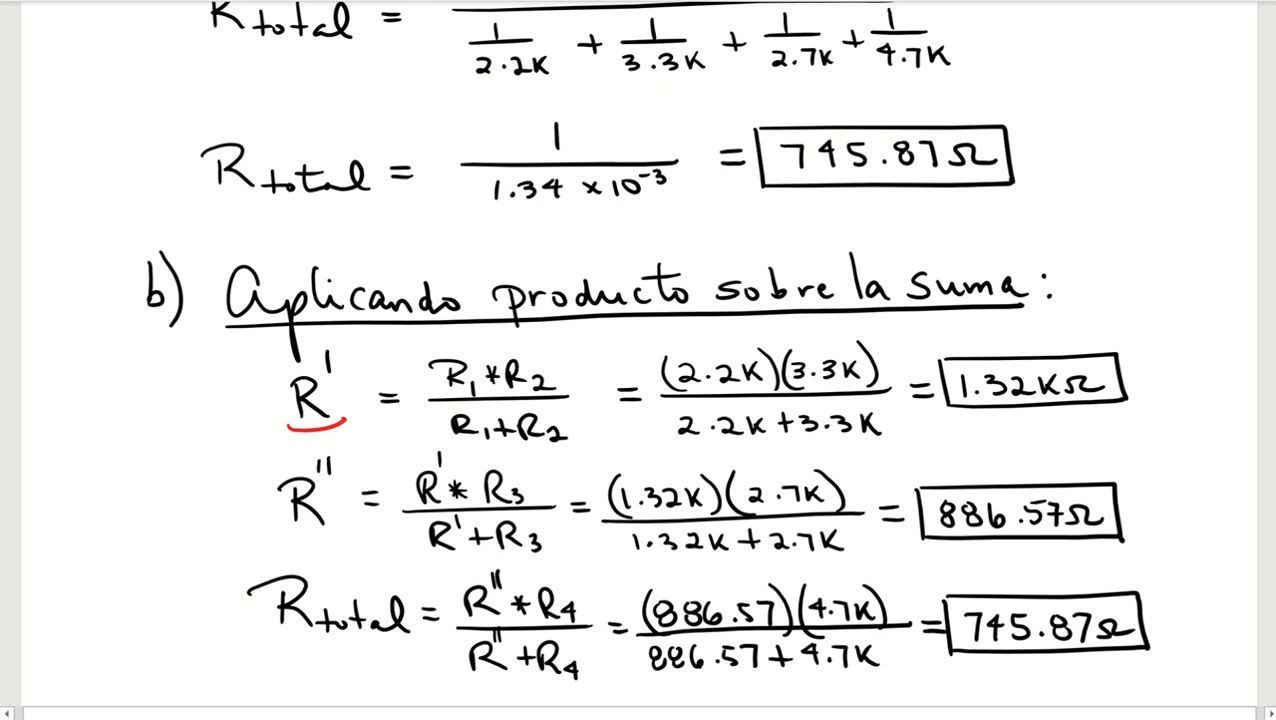 R total = 1/(1/2.2K + 1/3.3K + 1/2.7K + 1/4.7K)
R total = 1/(1.34 × 10⁻³) = 745.87Ω
b) Aplicando producto sobre la suma:
R' = (R₁*R₂)/(R₁+R₂) = (2.2K)(3.3K)/(2.2K+3.3K) = 1.32KΩ
R'' = (R'*R₃)/(R'+R₃) = (1.32K)(2.7K)/(1.32K+2.7K) = 886.57Ω
R total = (R''*R₄)/(R''+R₄) = (886.57)(4.7K)/(886.57+4.7K) = 745.87Ω